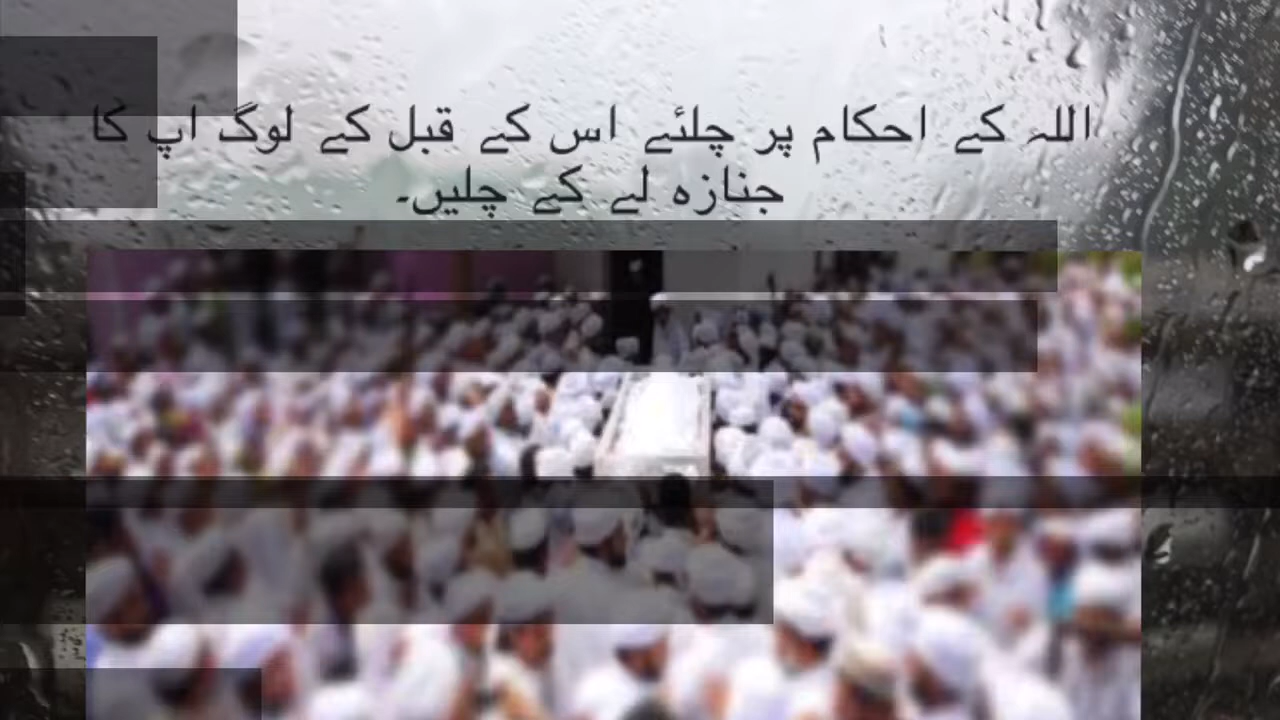 اللہ کے احکام پر چلئے اس کے قبل کے لوگ اپ کا
جنازہ لے کے چلیں۔